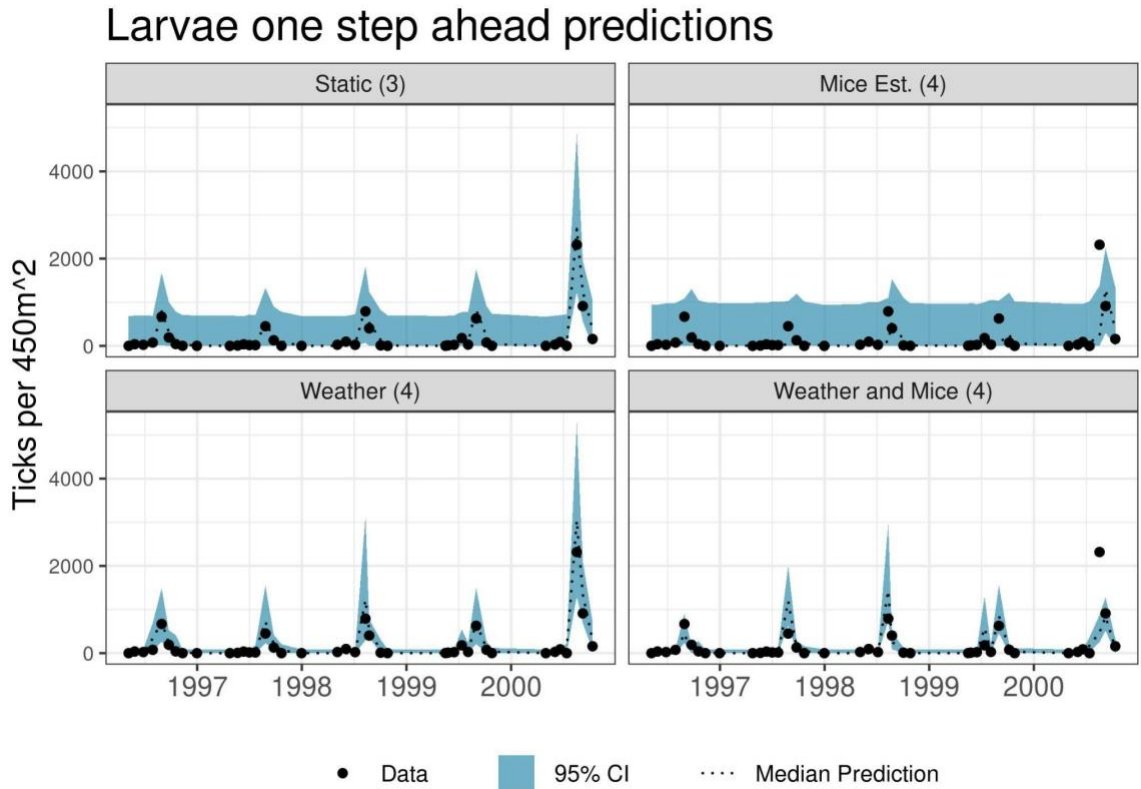 Larvae one step ahead predictions
Static (3)
Mice Est. (4)
4000
2000
0
Ticks per 450m^2
Weather (4)
Weather and Mice (4)
4000
2000
0
1997 1998 1999 2000 1997 1998 1999 2000
Data 95% CI Median Prediction